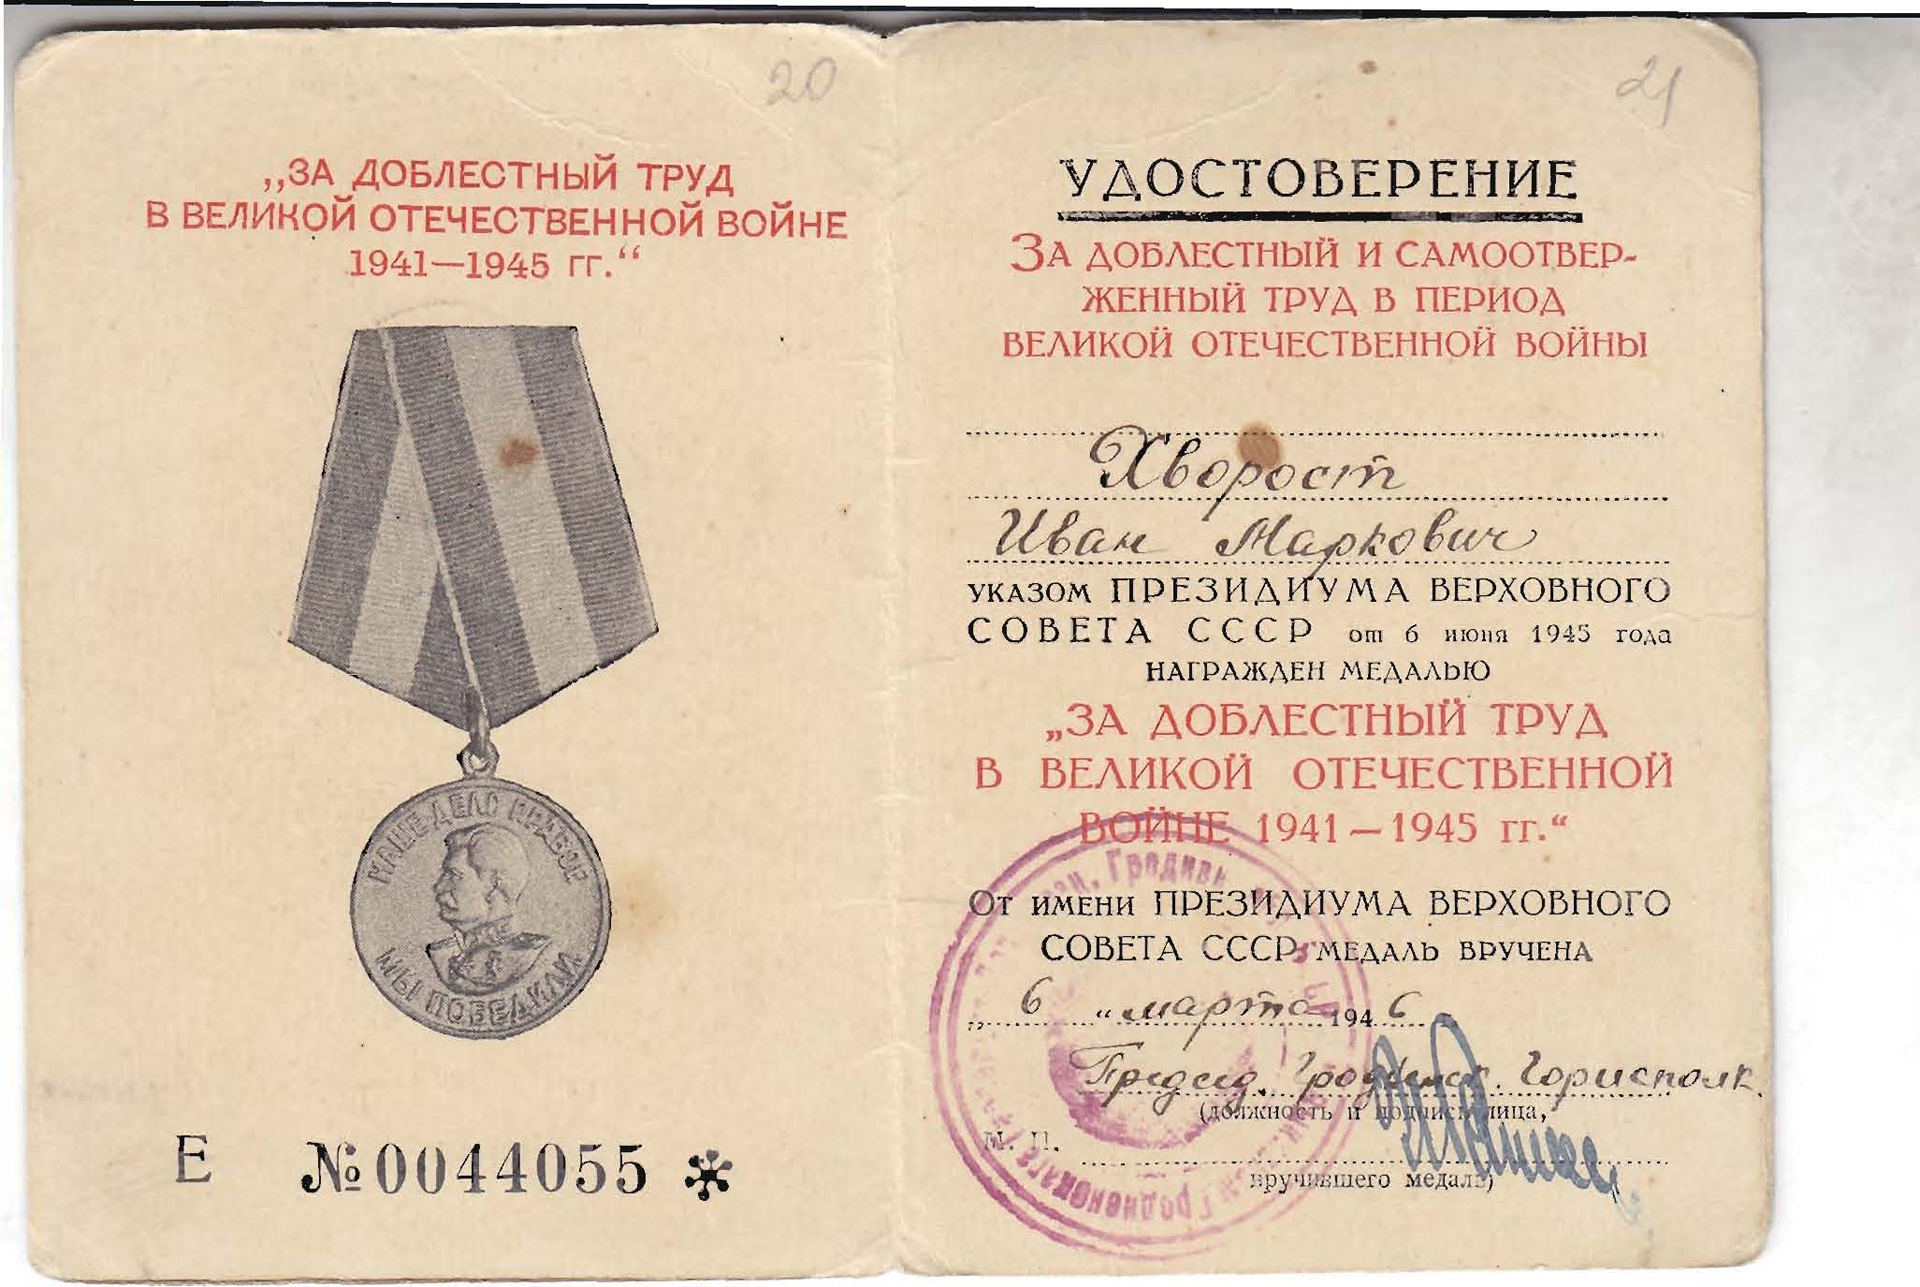 20
„ЗА ДОБЛЕСТНЫЙ ТРУД
В ВЕЛИКОЙ ОТЕЧЕСТВЕННОЙ ВОЙНЕ
1941—1945 ГГ.“
НАШЕ ДЕЛО ПРАВОЕ
МЫ ПОБЕДИЛИ
Е № 0044055 *
21
УДОСТОВЕРЕНИЕ
ЗА ДОБЛЕСТНЫЙ И САМООТВЕР-
ЖЕННЫЙ ТРУД В ПЕРИОД
ВЕЛИКОЙ ОТЕЧЕСТВЕННОЙ ВОЙНЫ
Хворост
Иван Маркович
УКАЗОМ ПРЕЗИДИУМА ВЕРХОВНОГО
СОВЕТА СССР от 6 июня 1945 года
НАГРАЖДЕН МЕДАЛЬЮ
„ЗА ДОБЛЕСТНЫЙ ТРУД
В ВЕЛИКОЙ ОТЕЧЕСТВЕННОЙ
ВОЙНЕ 1941—1945 гг.“
ОТ ИМЕНИ ПРЕЗИДИУМА ВЕРХОВНОГО
СОВЕТА СССР МЕДАЛЬ ВРУЧЕНА
„ 6 “ марта 1946
Председ. Гроднинск. Горисполк.
(должность и подпись лица,
М. П.
вручившего медаль)